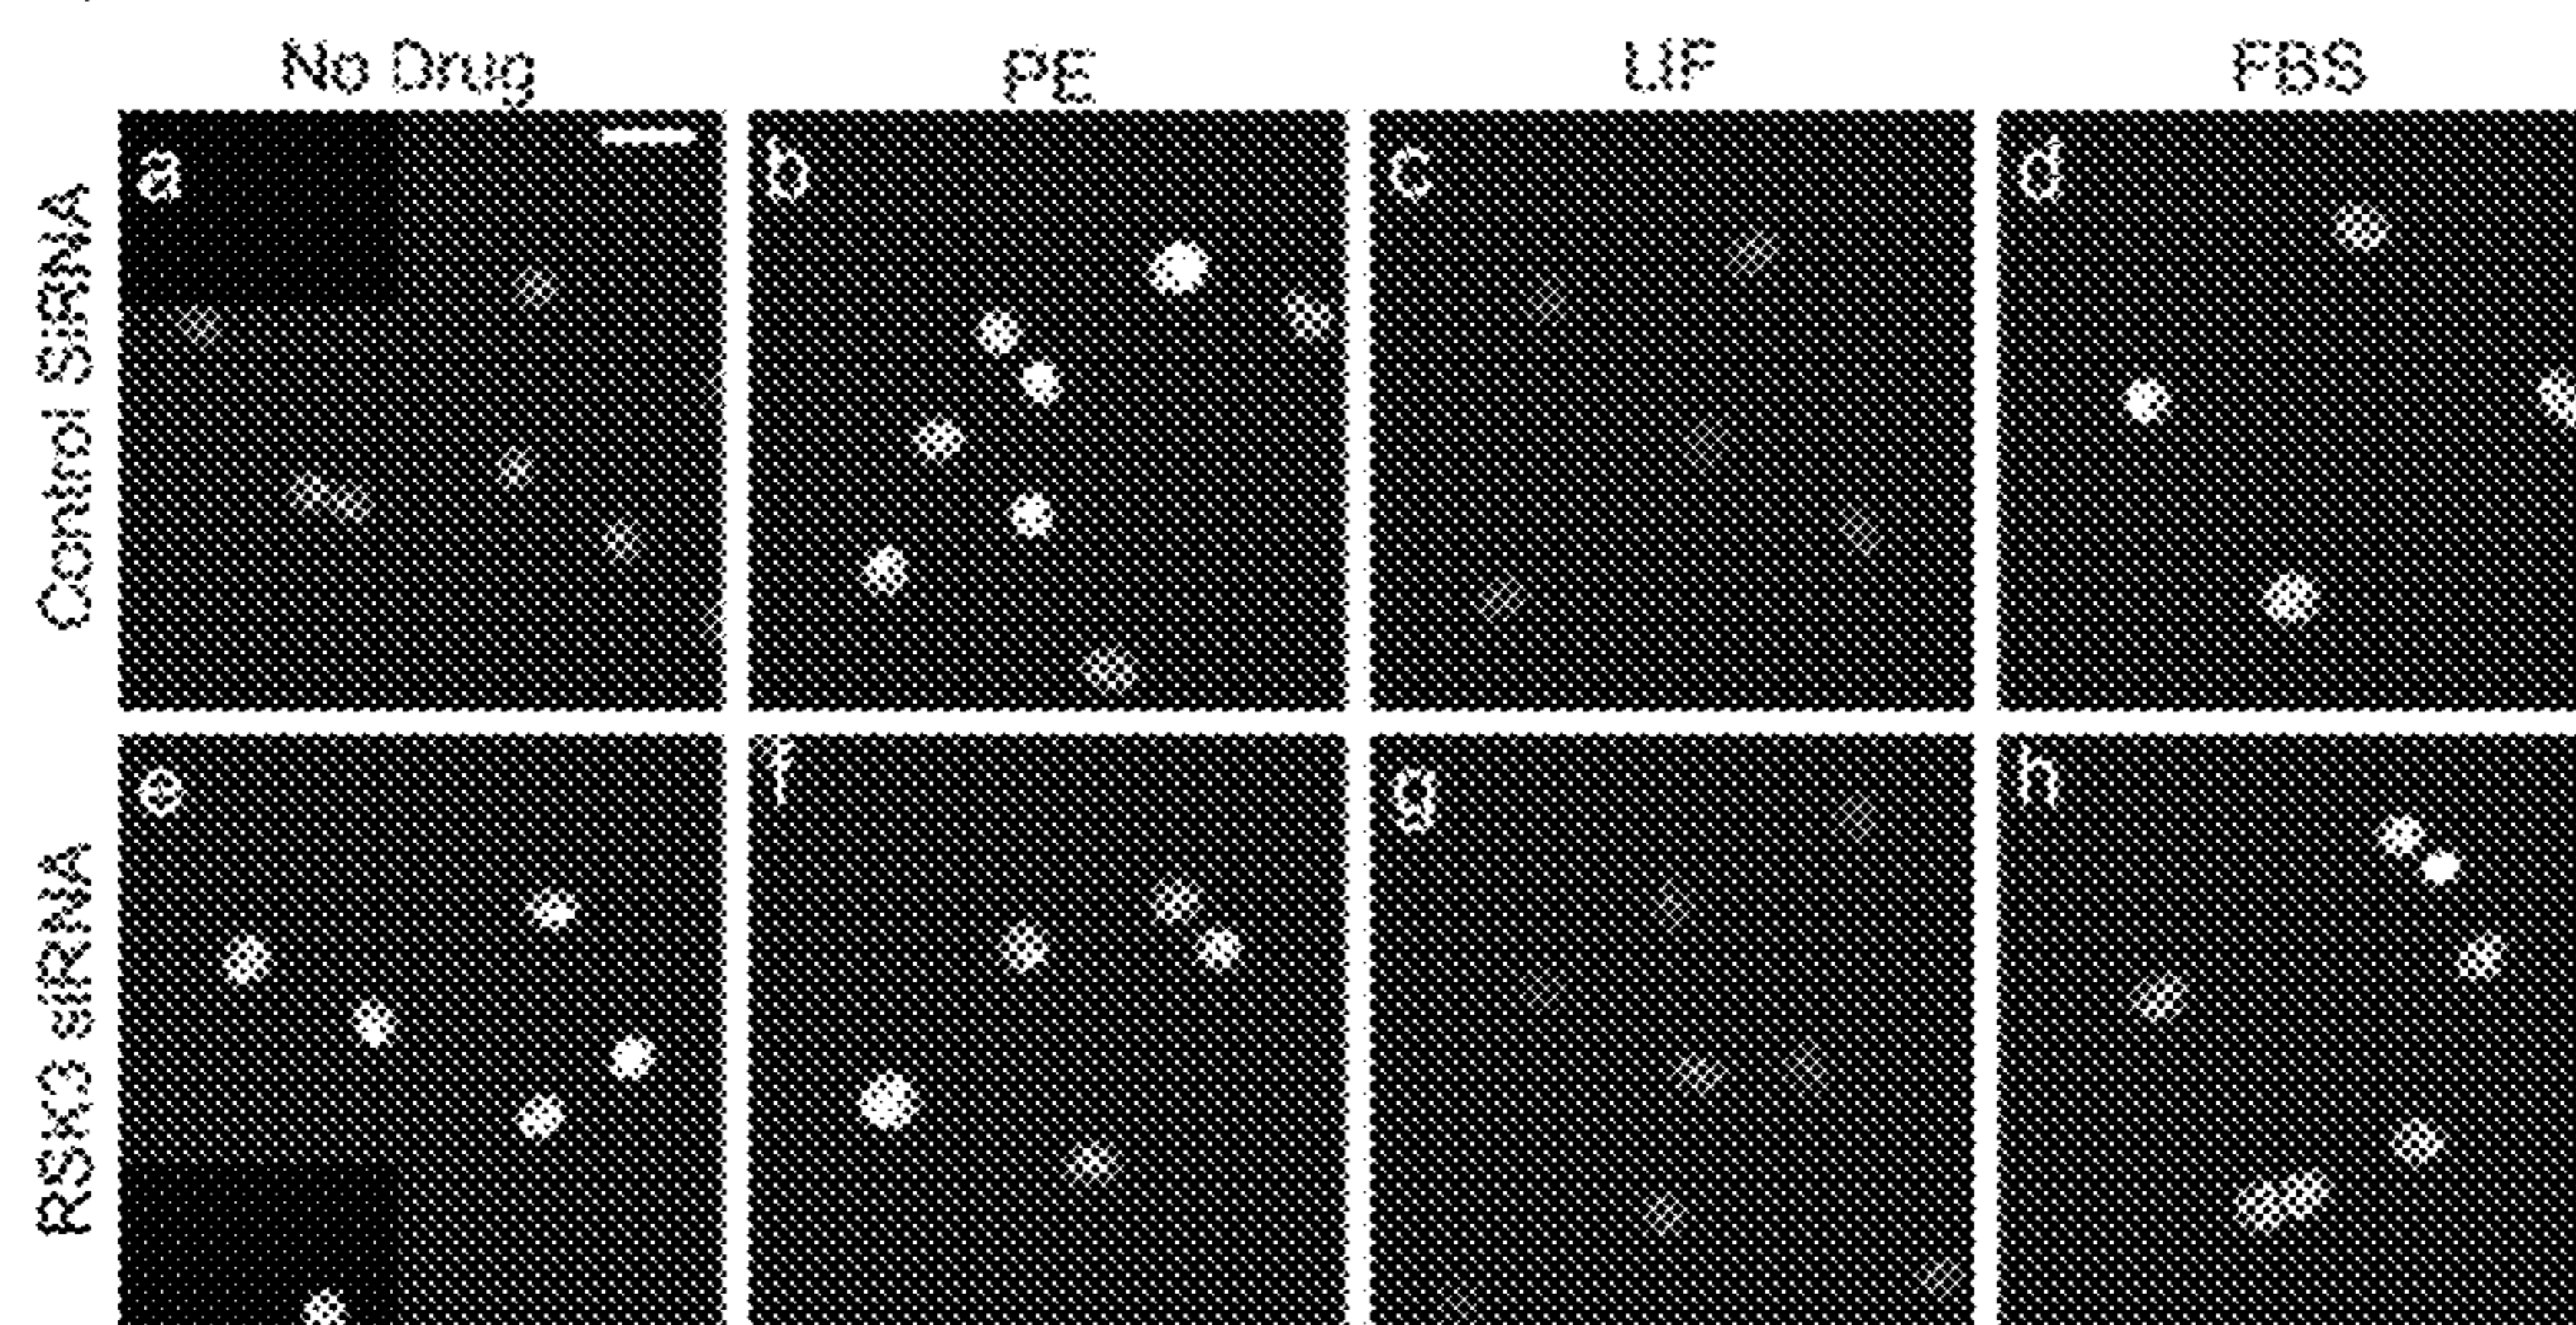 No Drug PE LIF FBS
Control SiRNA
a b c d
RSK3 siRNA
e f g h